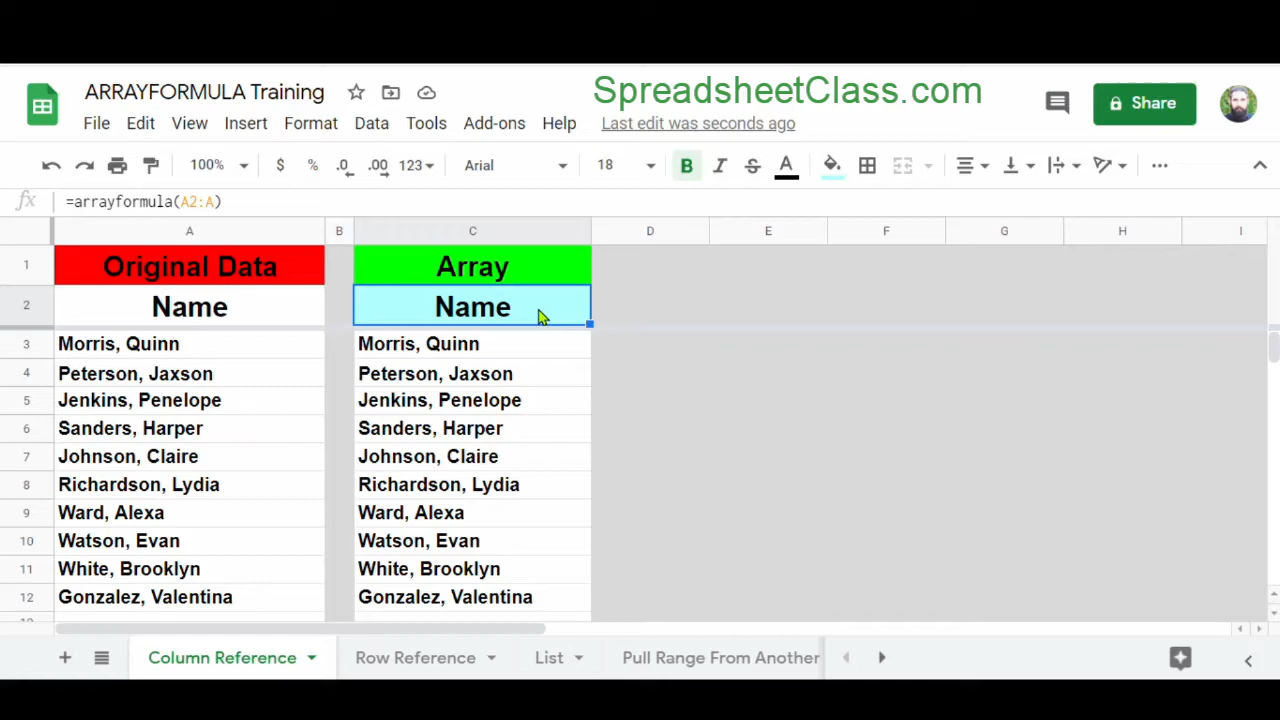 ARRAYFORMULA Training
SpreadsheetClass.com
Share
File Edit View Insert Format Data Tools Add-ons Help Last edit was seconds ago
100% $ % .0 .00 123 Arial 18 B I S A
fx =arrayformula(A2:A)
A B C D E F G H I
1 Original Data Array
2 Name Name
3 Morris, Quinn Morris, Quinn
4 Peterson, Jaxson Peterson, Jaxson
5 Jenkins, Penelope Jenkins, Penelope
6 Sanders, Harper Sanders, Harper
7 Johnson, Claire Johnson, Claire
8 Richardson, Lydia Richardson, Lydia
9 Ward, Alexa Ward, Alexa
10 Watson, Evan Watson, Evan
11 White, Brooklyn White, Brooklyn
12 Gonzalez, Valentina Gonzalez, Valentina
Column Reference Row Reference List Pull Range From Another